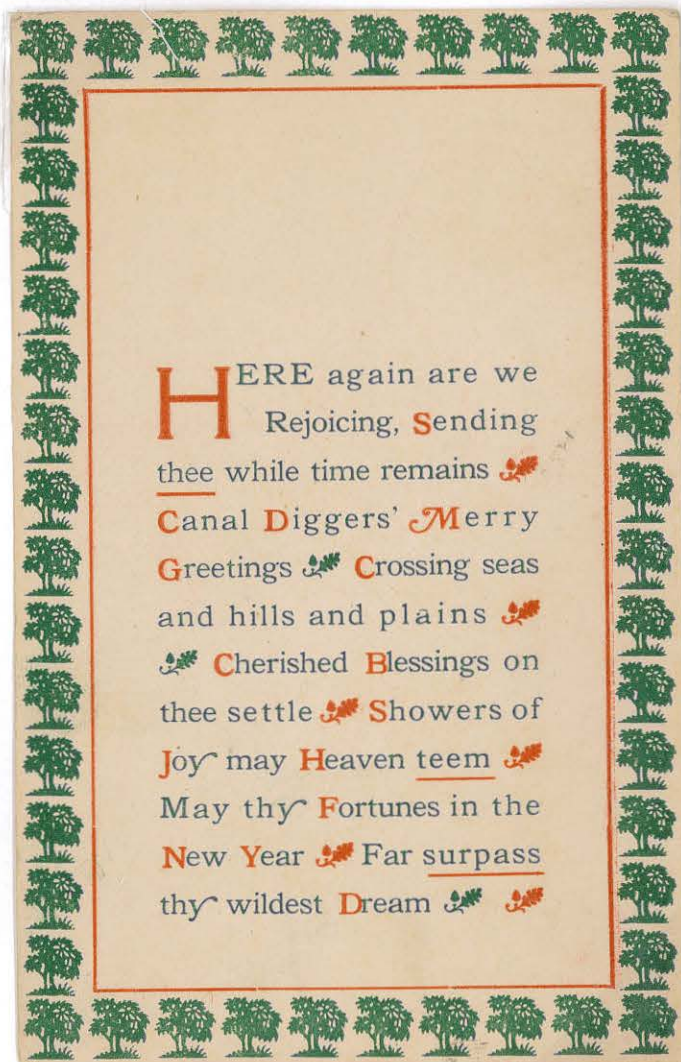 HERE again are we
Rejoicing, Sending
thee while time remains
Canal Diggers' Merry
Greetings Crossing seas
and hills and plains
Cherished Blessings on
thee settle Showers of
Joy may Heaven teem
May thy Fortunes in the
New Year Far surpass
thy wildest Dream